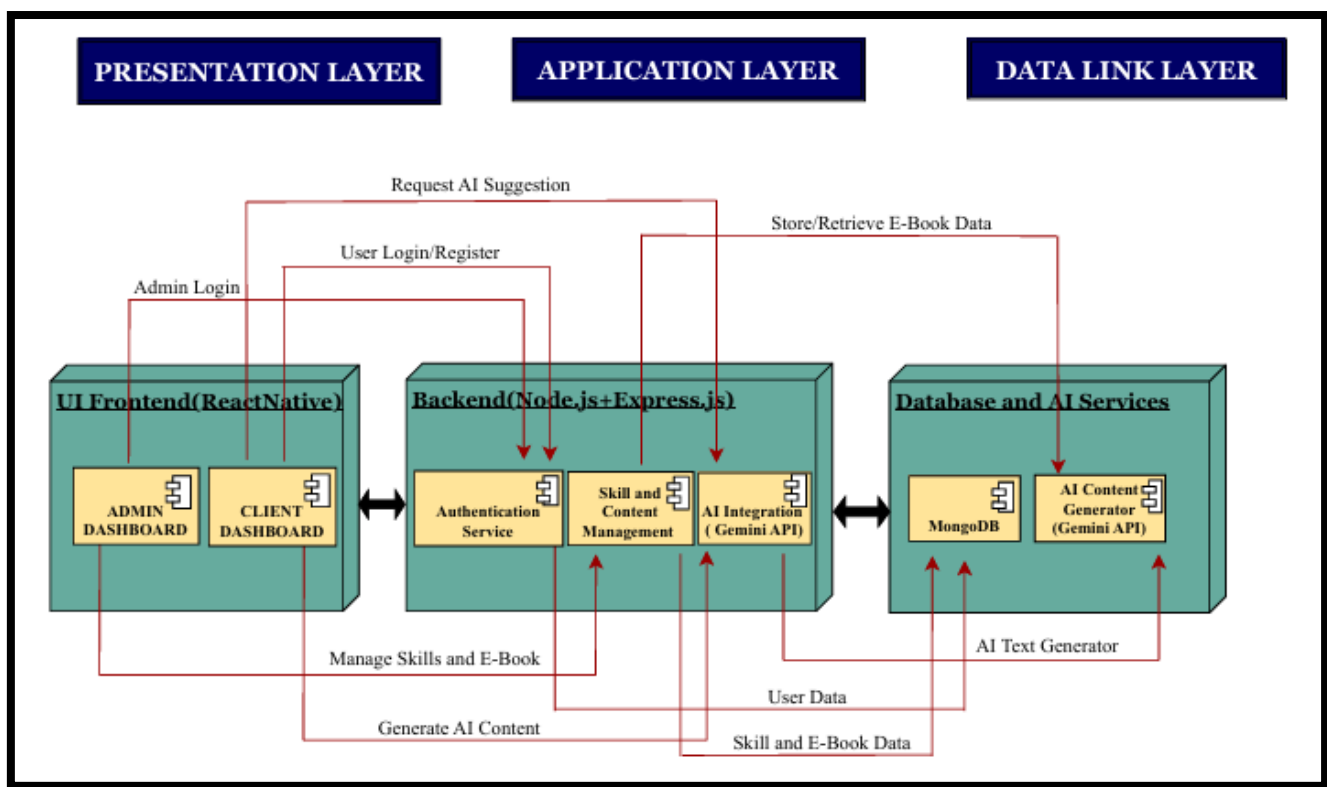 PRESENTATION LAYER
APPLICATION LAYER
DATA LINK LAYER
Request AI Suggestion
Store/Retrieve E-Book Data
User Login/Register
Admin Login
UI Frontend(ReactNative)
Backend(Node.js+Express.js)
Database and AI Services
ADMIN
DASHBOARD
CLIENT
DASHBOARD
Authentication
Service
Skill and
Content
Management
AI Integration
( Gemini API)
MongoDB
AI Content
Generator
(Gemini API)
Manage Skills and E-Book
AI Text Generator
User Data
Generate AI Content
Skill and E-Book Data